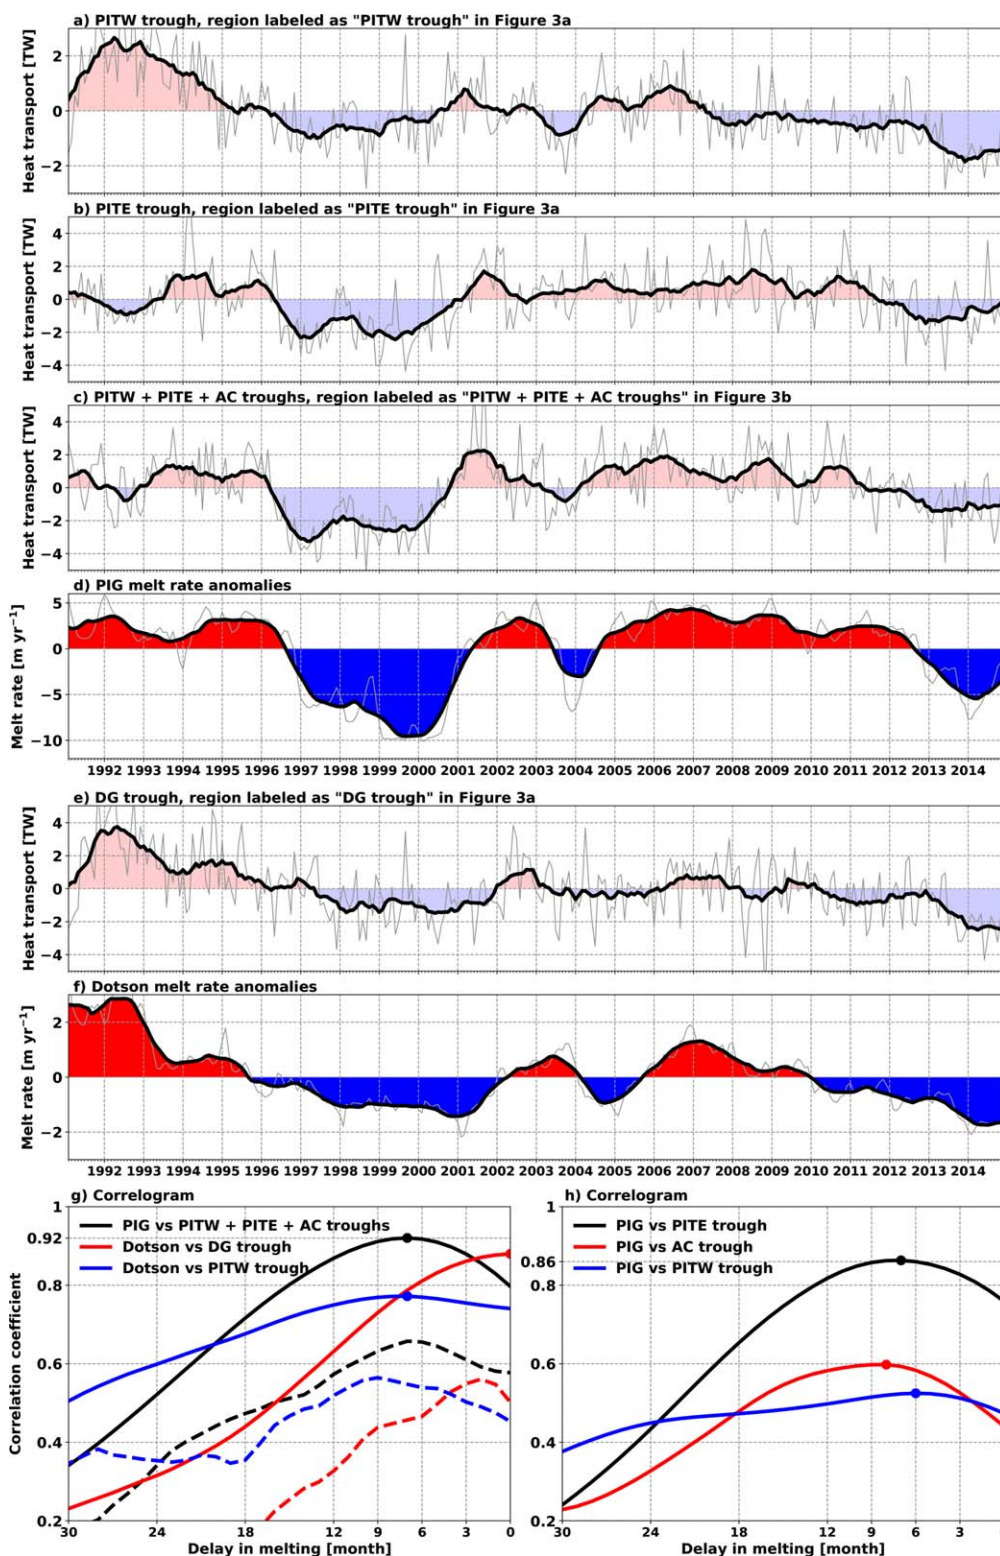 a) PITW trough, region labeled as "PITW trough" in Figure 3a
Heat transport [TW]
2
0
−2
b) PITE trough, region labeled as "PITE trough" in Figure 3a
Heat transport [TW]
4
2
0
−2
−4
c) PITW + PITE + AC troughs, region labeled as "PITW + PITE + AC troughs" in Figure 3b
Heat transport [TW]
4
2
0
−2
−4
d) PIG melt rate anomalies
Melt rate [m yr⁻¹]
5
0
−5
−10
1992 1993 1994 1995 1996 1997 1998 1999 2000 2001 2002 2003 2004 2005 2006 2007 2008 2009 2010 2011 2012 2013 2014
e) DG trough, region labeled as "DG trough" in Figure 3a
Heat transport [TW]
4
2
0
−2
−4
f) Dotson melt rate anomalies
Melt rate [m yr⁻¹]
2
0
−2
1992 1993 1994 1995 1996 1997 1998 1999 2000 2001 2002 2003 2004 2005 2006 2007 2008 2009 2010 2011 2012 2013 2014
g) Correlogram
Correlation coefficient
1
0.92
0.8
0.6
0.4
0.2
PIG vs PITW + PITE + AC troughs
Dotson vs DG trough
Dotson vs PITW trough
30 24 18 12 9 6 3 0
Delay in melting [month]
h) Correlogram
1
0.86
0.8
0.6
0.4
0.2
PIG vs PITE trough
PIG vs AC trough
PIG vs PITW trough
30 24 18 12 9 6 3
Delay in melting [month]